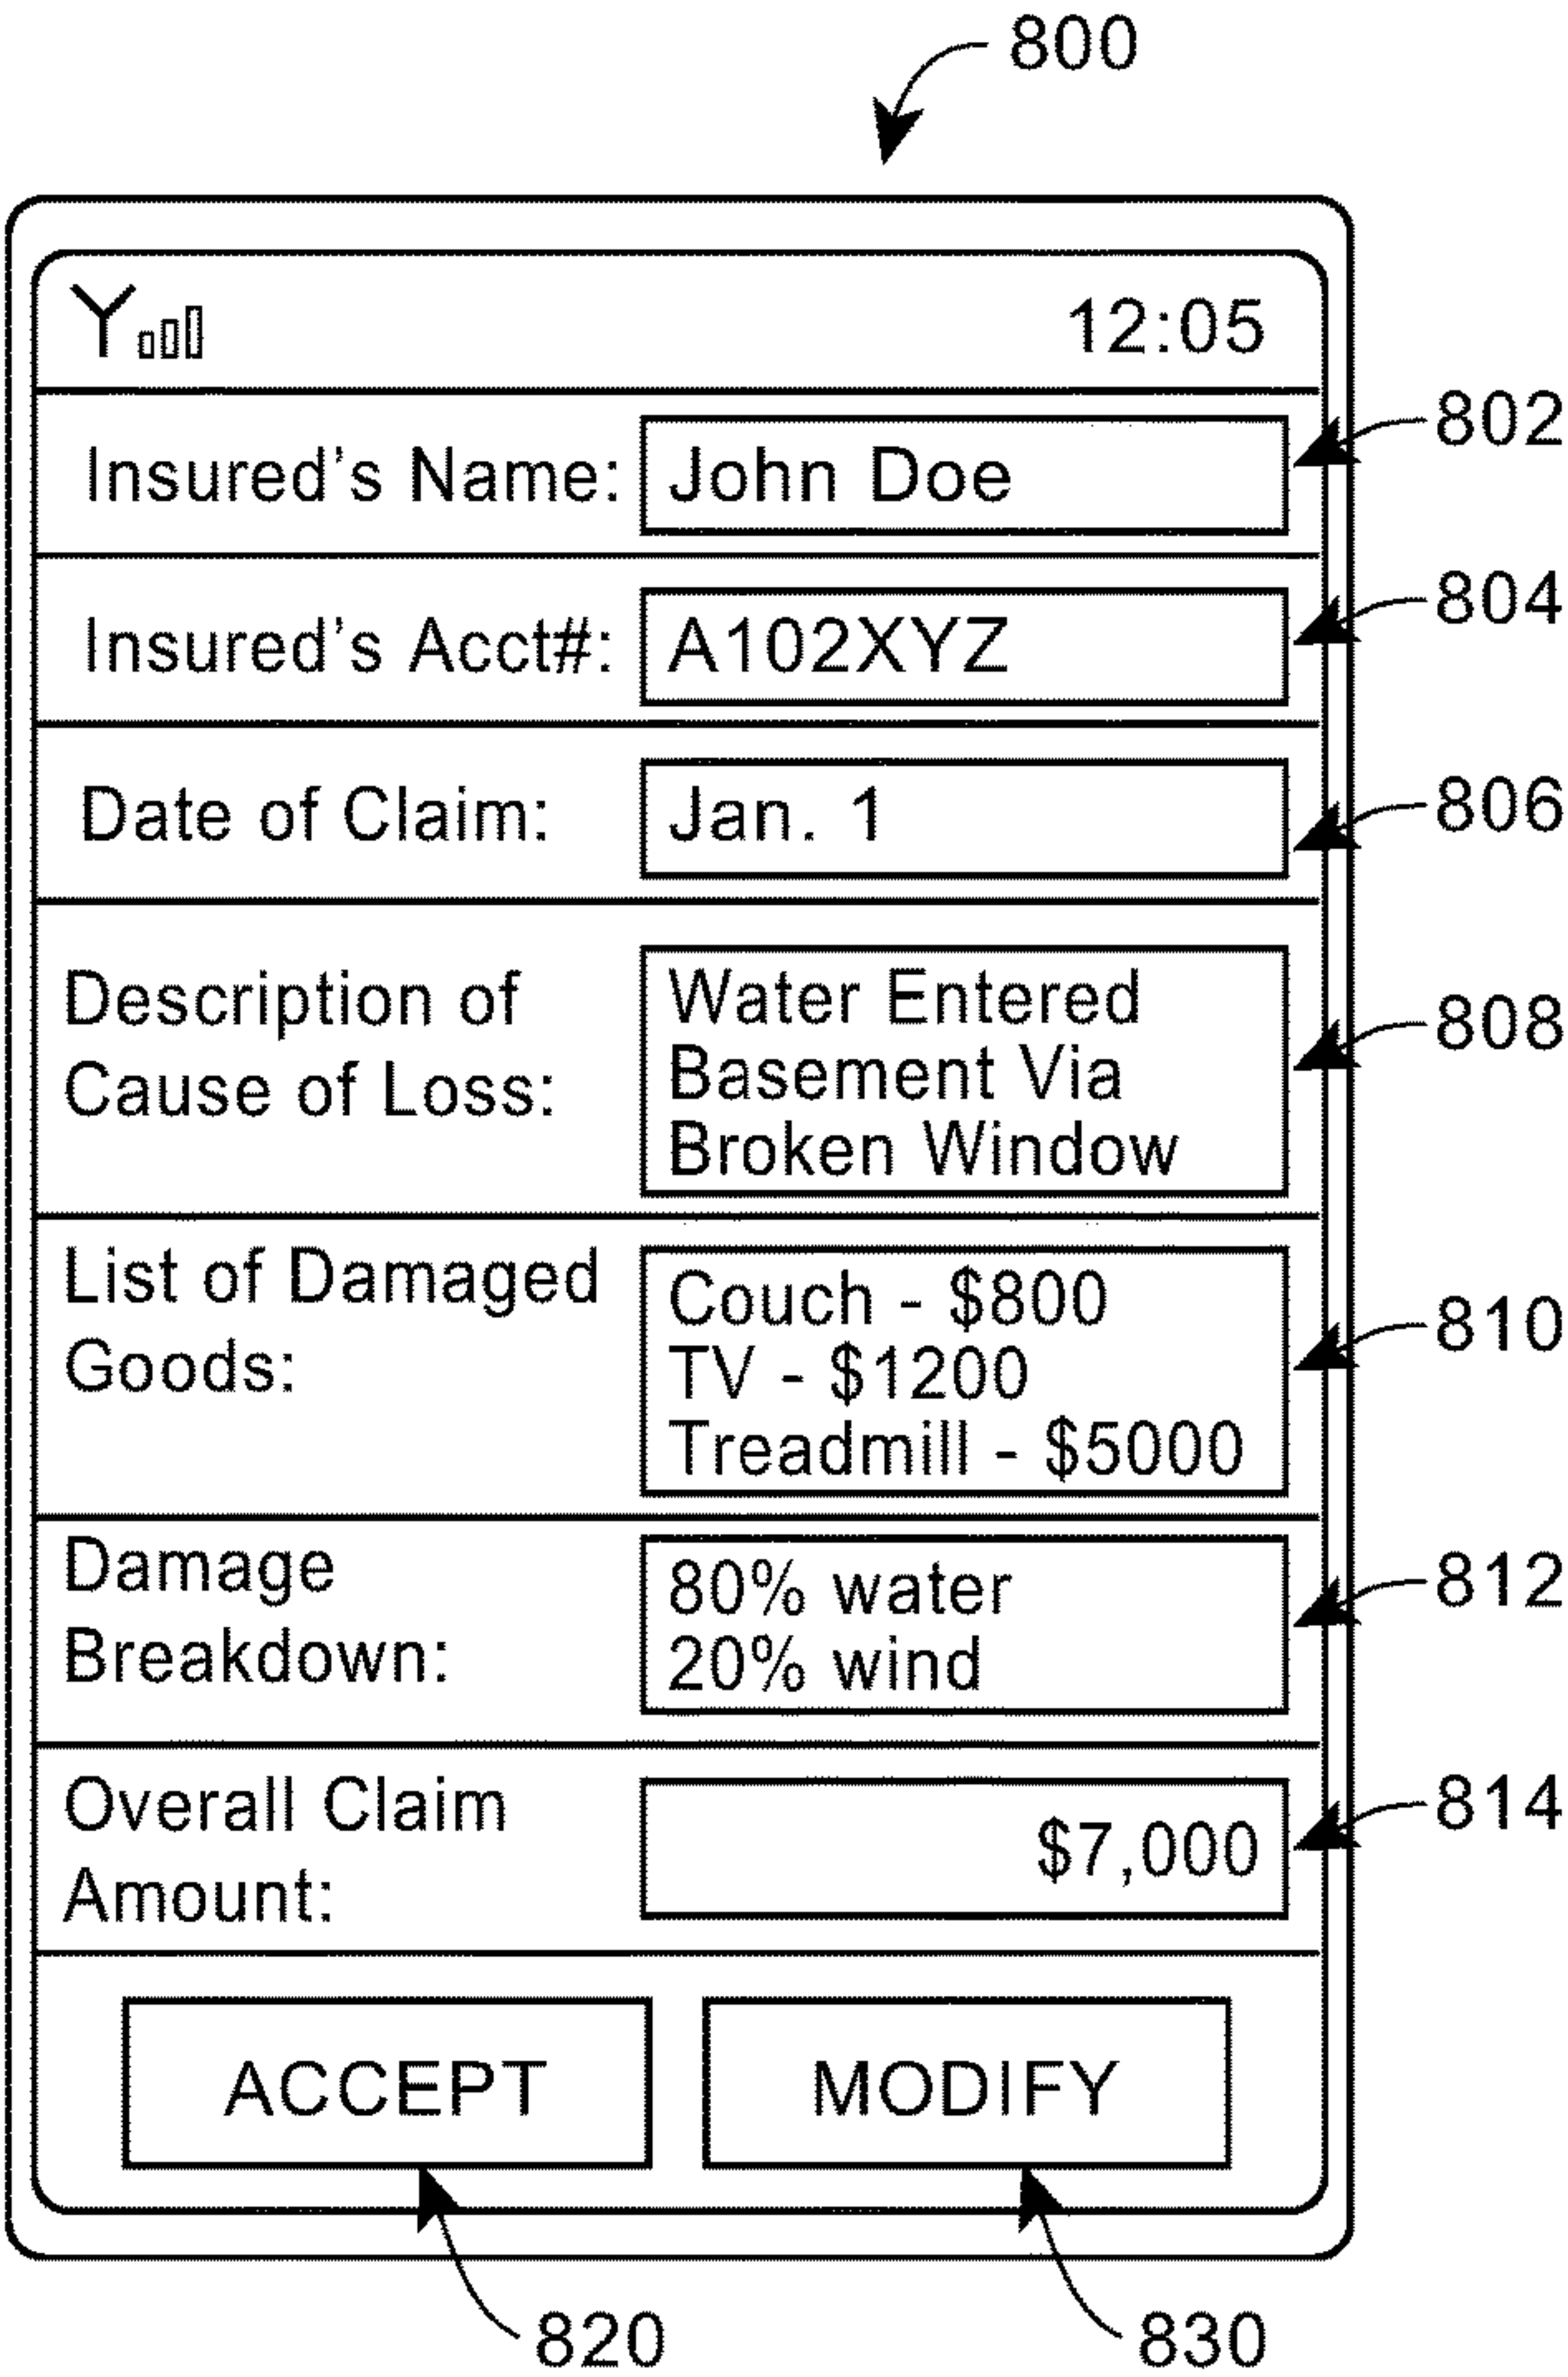 800
12:05
Insured's Name: John Doe
802
Insured's Acct#: A102XYZ
804
Date of Claim: Jan. 1
806
Description of
Cause of Loss:
Water Entered
Basement Via
Broken Window
808
List of Damaged
Goods:
Couch - $800
TV - $1200
Treadmill - $5000
810
Damage
Breakdown:
80% water
20% wind
812
Overall Claim
Amount:
$7,000
814
ACCEPT
MODIFY
820
830